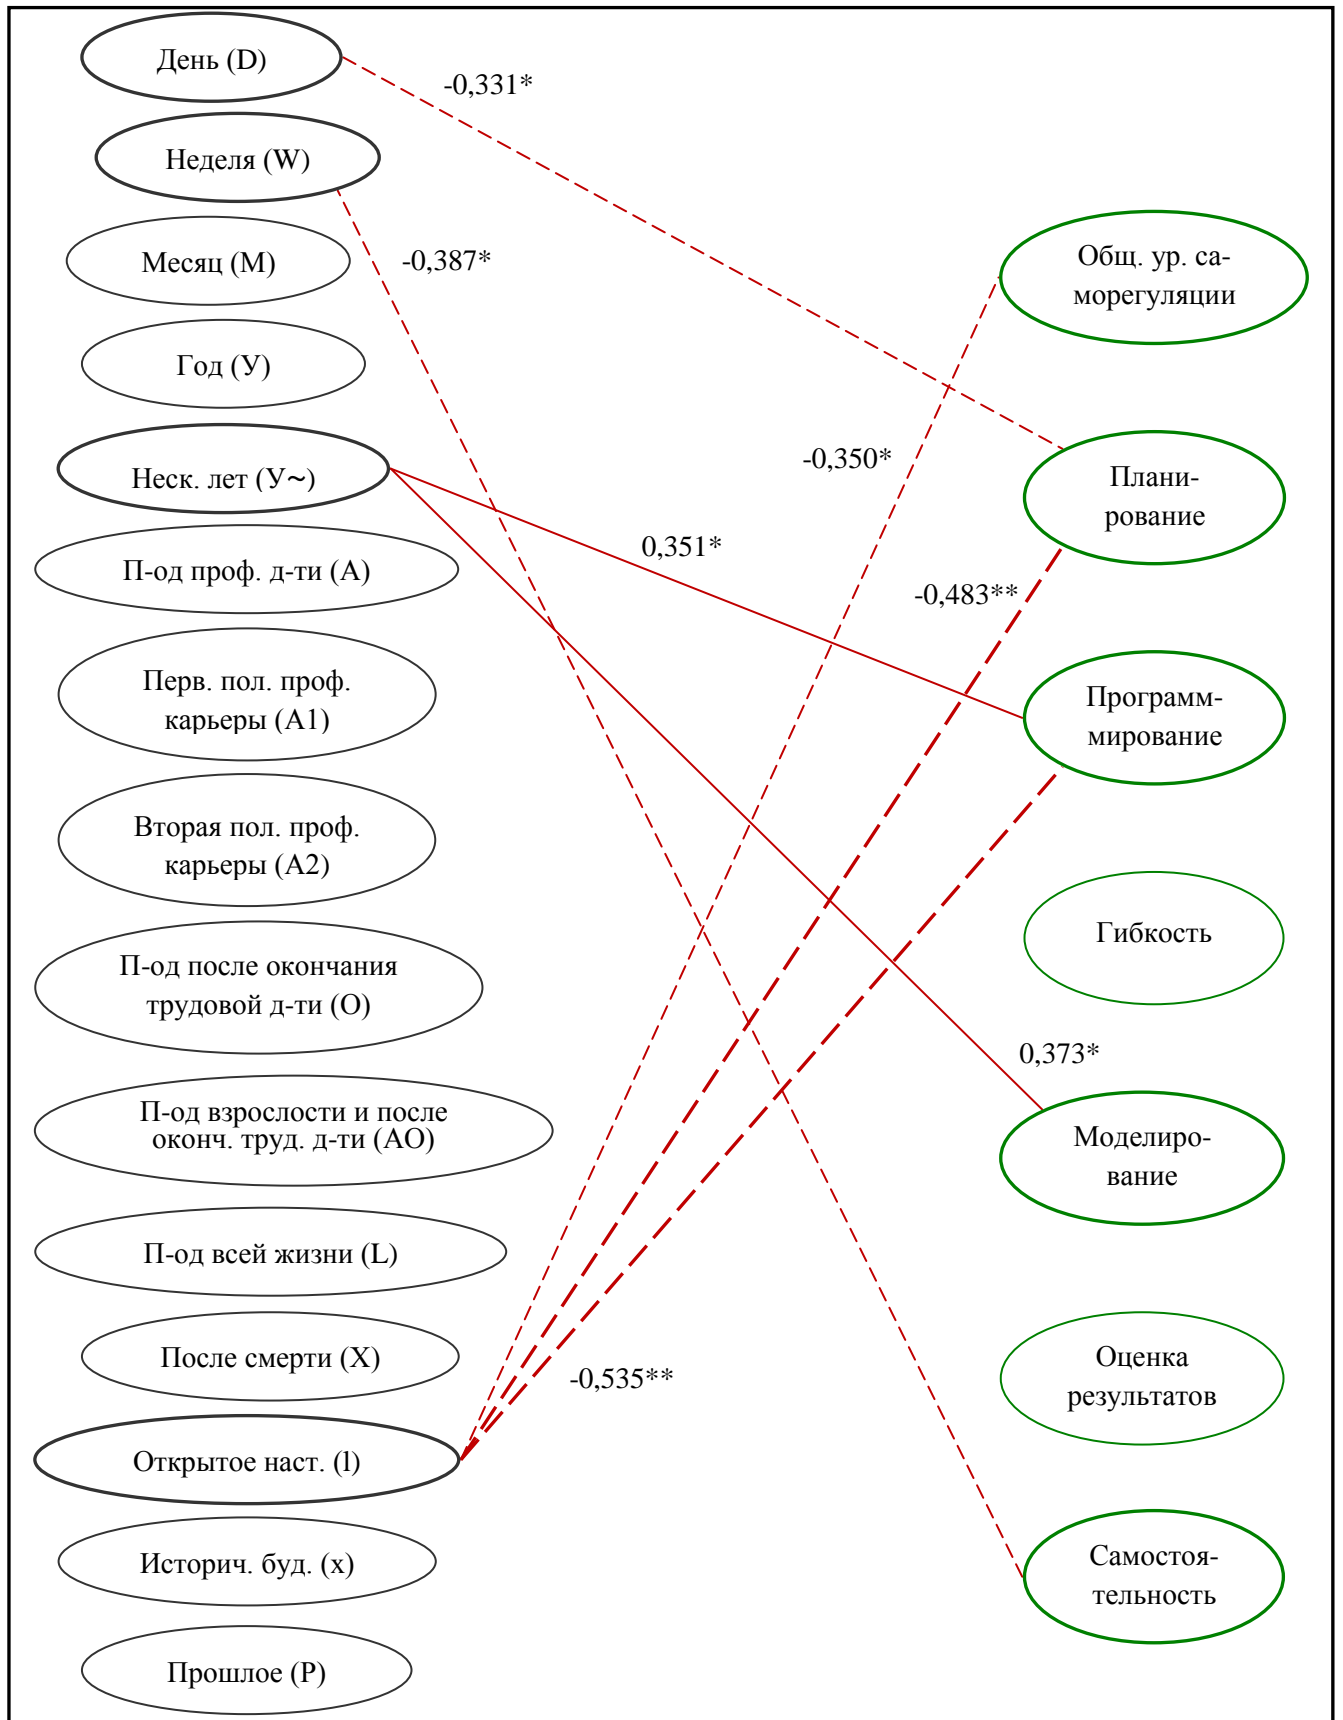 День (D)
-0,331*
Неделя (W)
Месяц (М)
-0,387*
Общ. ур. са-
морегуляции
Год (У)
Неск. лет (У~)
-0,350*
Плани-
рование
П-од проф. д-ти (А)
0,351*
-0,483**
Перв. пол. проф.
карьеры (А1)
Программ-
мирование
Вторая пол. проф.
карьеры (А2)
Гибкость
П-од после окончания
трудовой д-ти (О)
0,373*
П-од взрослости и после
оконч. труд. д-ти (АО)
Моделиро-
вание
П-од всей жизни (L)
После смерти (Х)
-0,535**
Оценка
результатов
Открытое наст. (l)
Историч. буд. (х)
Самостоя-
тельность
Прошлое (Р)